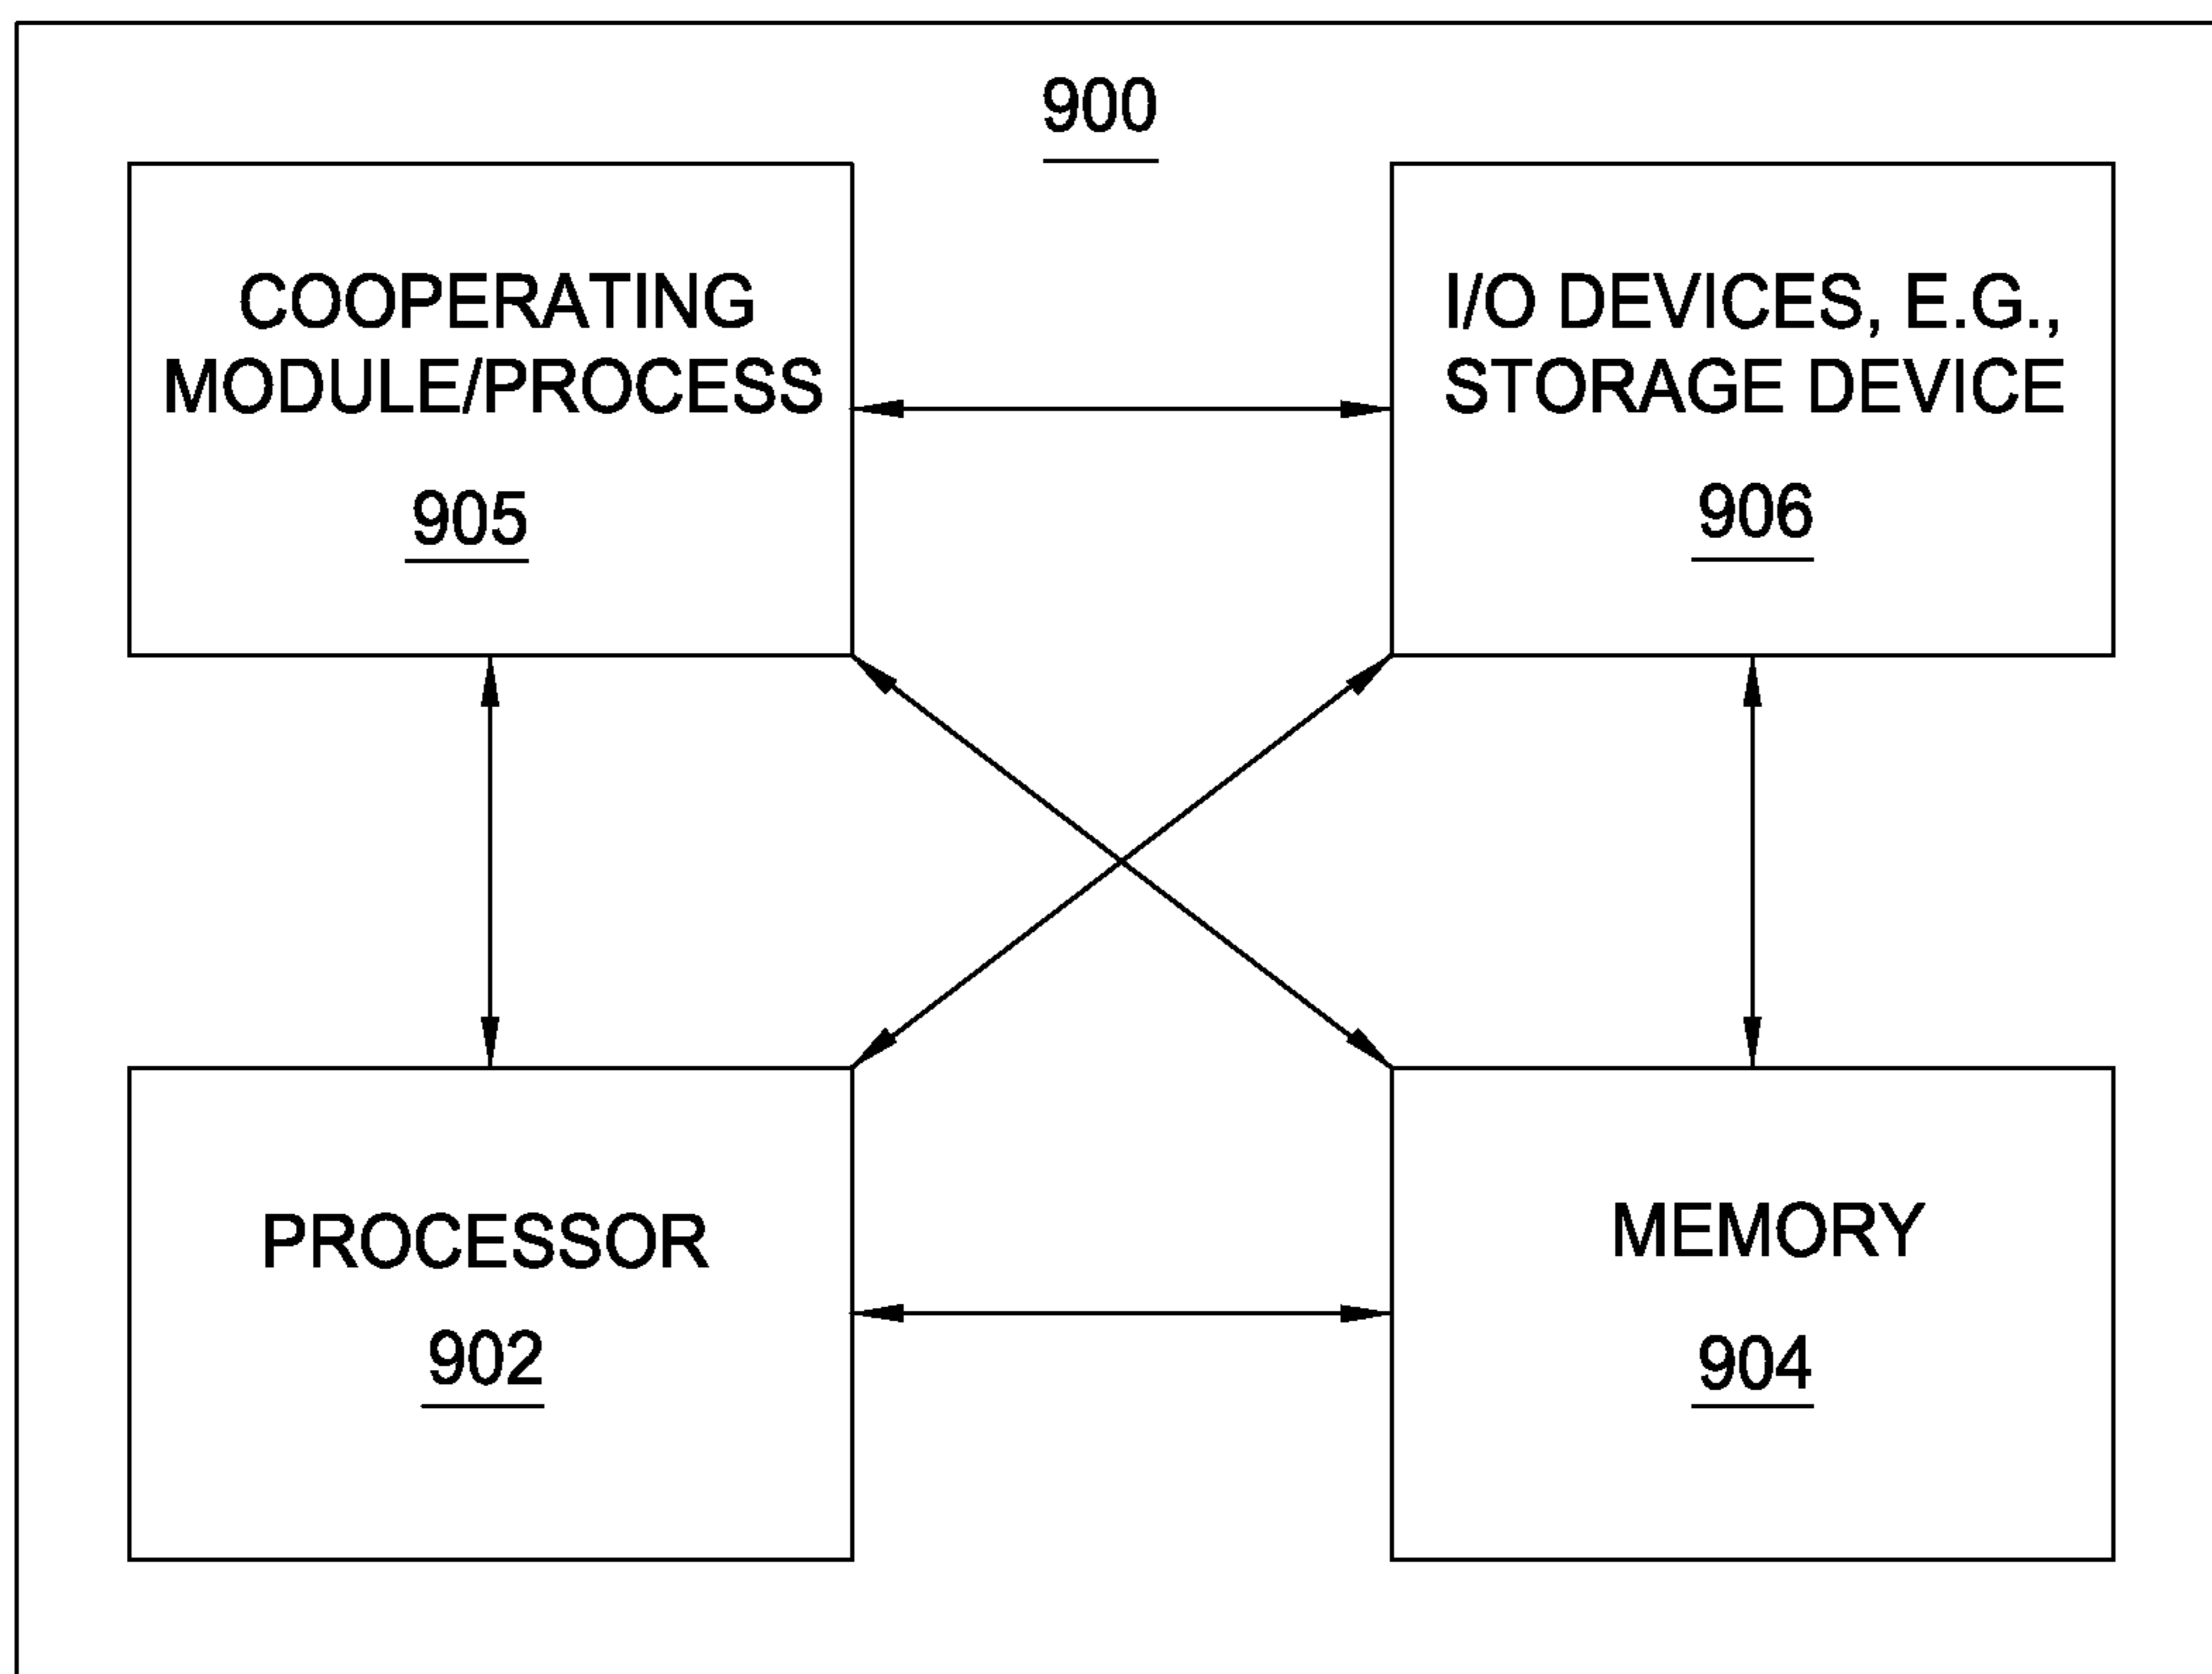 900
COOPERATING
MODULE/PROCESS
905
I/O DEVICES, E.G.,
STORAGE DEVICE
906
PROCESSOR
902
MEMORY
904